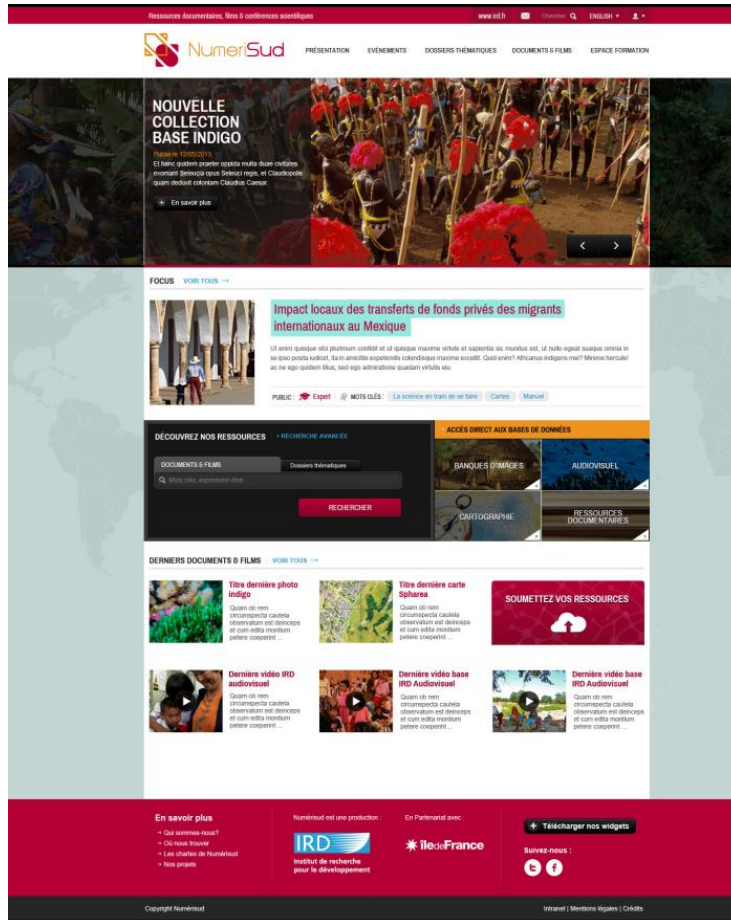 Ressources documentaires, films & conférences scientifiques
www.ird.fr
Chercher
ENGLISH
NumeriSud
PRÉSENTATION
EVÉNEMENTS
DOSSIERS THÉMATIQUES
DOCUMENTS & FILMS
ESPACE FORMATION
NOUVELLE
COLLECTION
BASE INDIGO
Publié le 12/05/2013
Et hanc quidem praeter oppida multa duae civitates
exornant Seleucia opus Seleuci regis, et Claudiopolis
quam deduxit coloniam Claudius Caesar.
+ En savoir plus
FOCUS
VOIR TOUS →
Impact locaux des transferts de fonds privés des migrants
internationaux au Mexique
Ut enim quisque sibi plurimum confidit et ut quisque maxime virtute et sapientia sic munitus est, ut nullo egeat suaque omnia in
se ipso posita iudicet, ita in amicitiis expetendis colendisque maxime excellit. Quid enim? Africanus indigens mei? Minime hercule!
ac ne ego quidem illius; sed ego admiratione quadam virtutis eiu
PUBLIC : Expert
MOTS CLÉS : La science en train de se faire Cartes Manuel
DÉCOUVREZ NOS RESSOURCES
+ RECHERCHE AVANCÉE
DOCUMENTS & FILMS
Dossiers thématiques
Mots clés, expression libre
RECHERCHER
ACCÈS DIRECT AUX BASES DE DONNÉES
BANQUES D'IMAGES
AUDIOVISUEL
CARTOGRAPHIE
RESSOURCES
DOCUMENTAIRES
DERNIERS DOCUMENTS & FILMS
VOIR TOUS →
Titre dernière photo
indigo
Quam ob rem
circumspecta cautela
observatum est deinceps
et cum edita montium
petere coeperint ...
Titre dernière carte
Spharea
Quam ob rem
circumspecta cautela
observatum est deinceps
et cum edita montium
petere coeperint ...
SOUMETTEZ VOS RESSOURCES
Dernière vidéo IRD
audiovisuel
Quam ob rem
circumspecta cautela
observatum est deinceps
et cum edita montium
petere coeperint ...
Dernière vidéo base
IRD Audiovisuel
Quam ob rem
circumspecta cautela
observatum est deinceps
et cum edita montium
petere coeperint ...
Dernière vidéo base
IRD Audiovisuel
Quam ob rem
circumspecta cautela
observatum est deinceps
et cum edita montium
petere coeperint ...
En savoir plus
→ Qui sommes-nous?
→ Où nous trouver
→ Les chartes de Numérisud
→ Nos projets
Numérisud est une production :
IRD
Institut de recherche
pour le développement
En Partenariat avec :
îledeFrance
+ Télécharger nos widgets
Suivez-nous :
Copyright Numérisud
Intranet | Mentions légales | Crédits